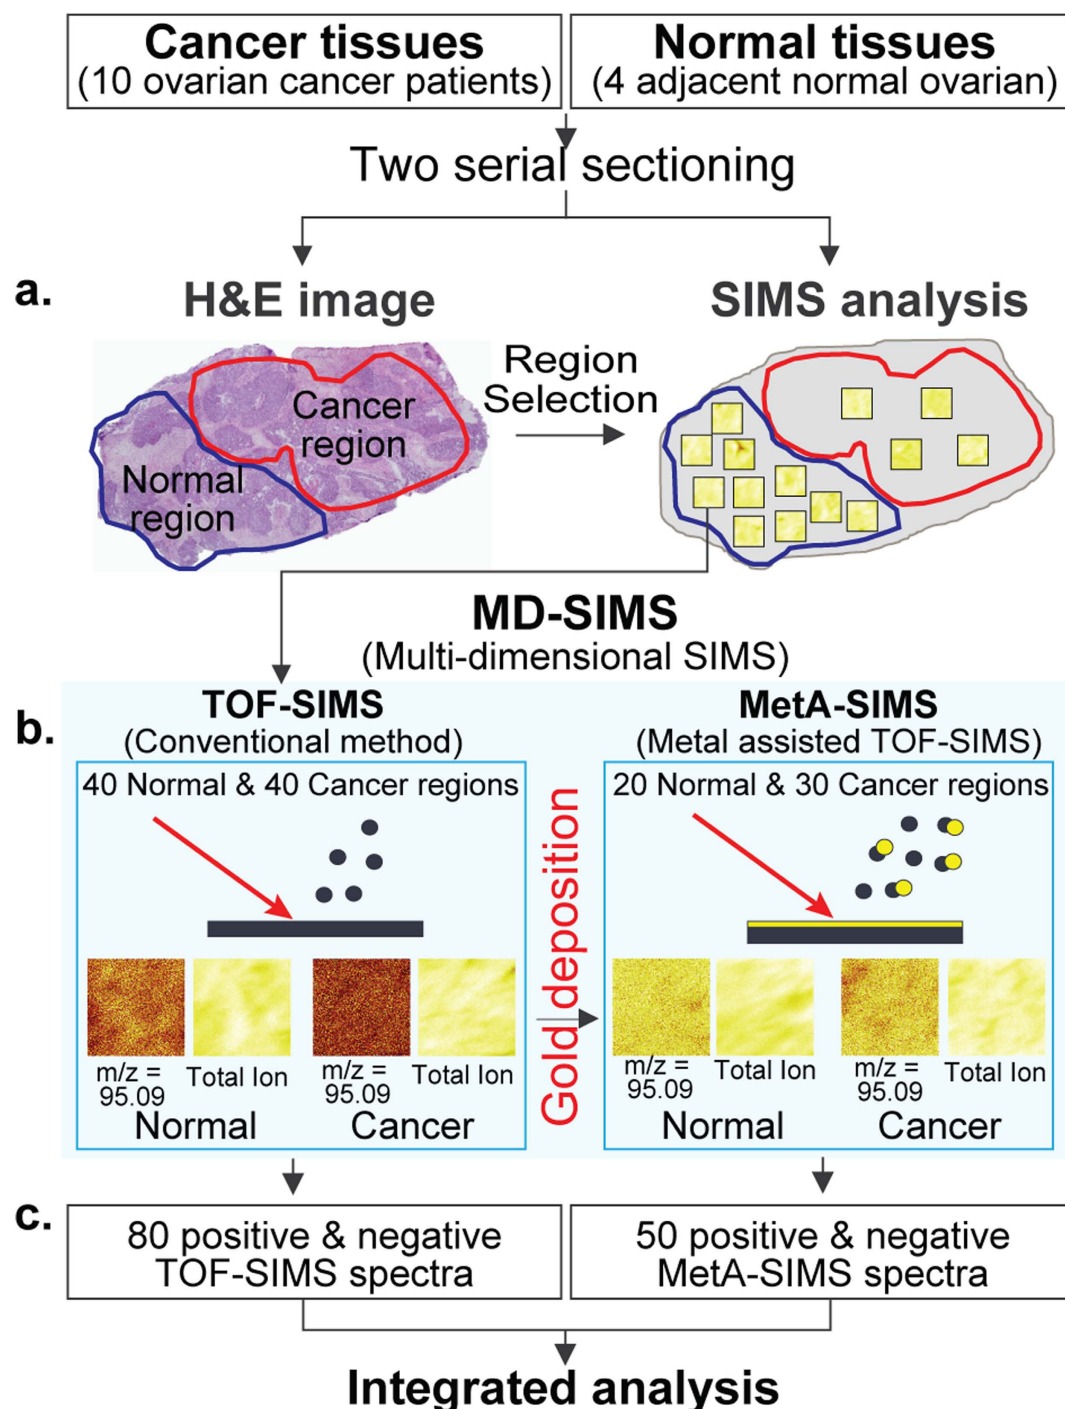 Cancer tissues
(10 ovarian cancer patients)
Normal tissues
(4 adjacent normal ovarian)
Two serial sectioning
a.
H&E image
SIMS analysis
Region
Selection
Cancer
region
Normal
region
MD-SIMS
(Multi-dimensional SIMS)
b.
TOF-SIMS
(Conventional method)
40 Normal & 40 Cancer regions
m/z =
95.09
Total Ion
m/z =
95.09
Total Ion
Normal
Cancer
Gold deposition
MetA-SIMS
(Metal assisted TOF-SIMS)
20 Normal & 30 Cancer regions
m/z =
95.09
Total Ion
m/z =
95.09
Total Ion
Normal
Cancer
c.
80 positive & negative
TOF-SIMS spectra
50 positive & negative
MetA-SIMS spectra
Integrated analysis